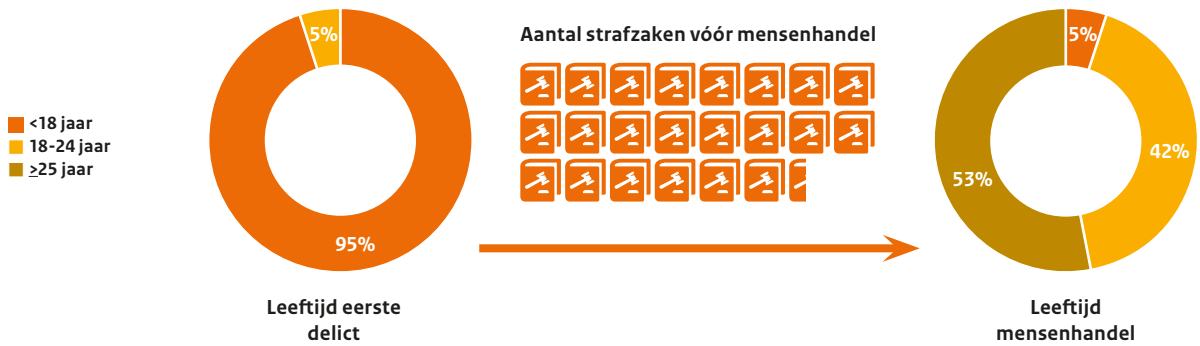 <18 jaar
18-24 jaar
≥25 jaar
5%
95%
Leeftijd eerste
delict
Aantal strafzaken vóór mensenhandel
5%
42%
53%
Leeftijd
mensenhandel